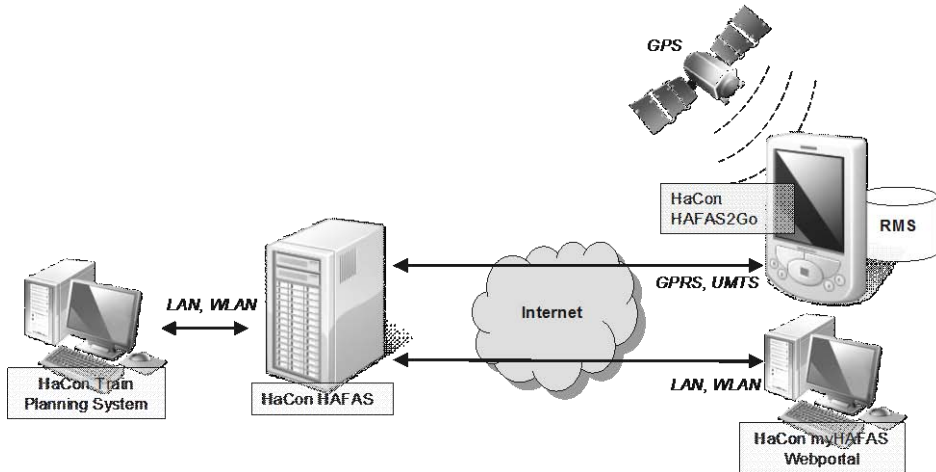 GPS
HaCon
HAFAS2Go
RMS
GPRS, UMTS
LAN, WLAN
Internet
HaCon Train
Planning System
HaCon HAFAS
LAN, WLAN
HaCon myHAFAS
Webportal